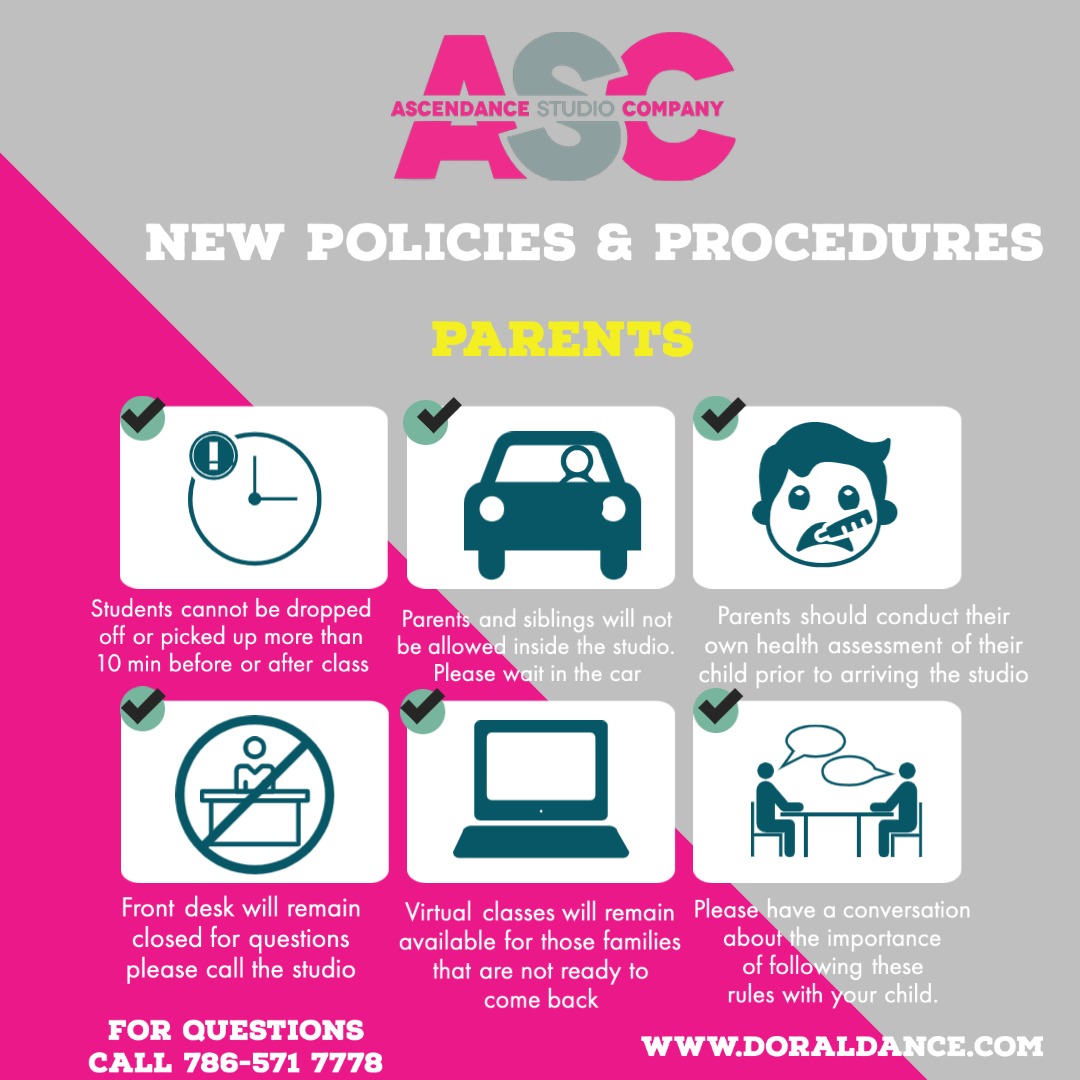 ASC
ASCENDANCE STUDIO COMPANY
NEW POLICIES & PROCEDURES
PARENTS
Students cannot be dropped
off or picked up more than
10 min before or after class
Parents and siblings will not
be allowed inside the studio.
Please wait in the car
Parents should conduct their
own health assessment of their
child prior to arriving the studio
Front desk will remain
closed for questions
please call the studio
Virtual classes will remain
available for those families
that are not ready to
come back
Please have a conversation
about the importance
of following these
rules with your child.
FOR QUESTIONS
CALL 786-571 7778
WWW.DORALDANCE.COM